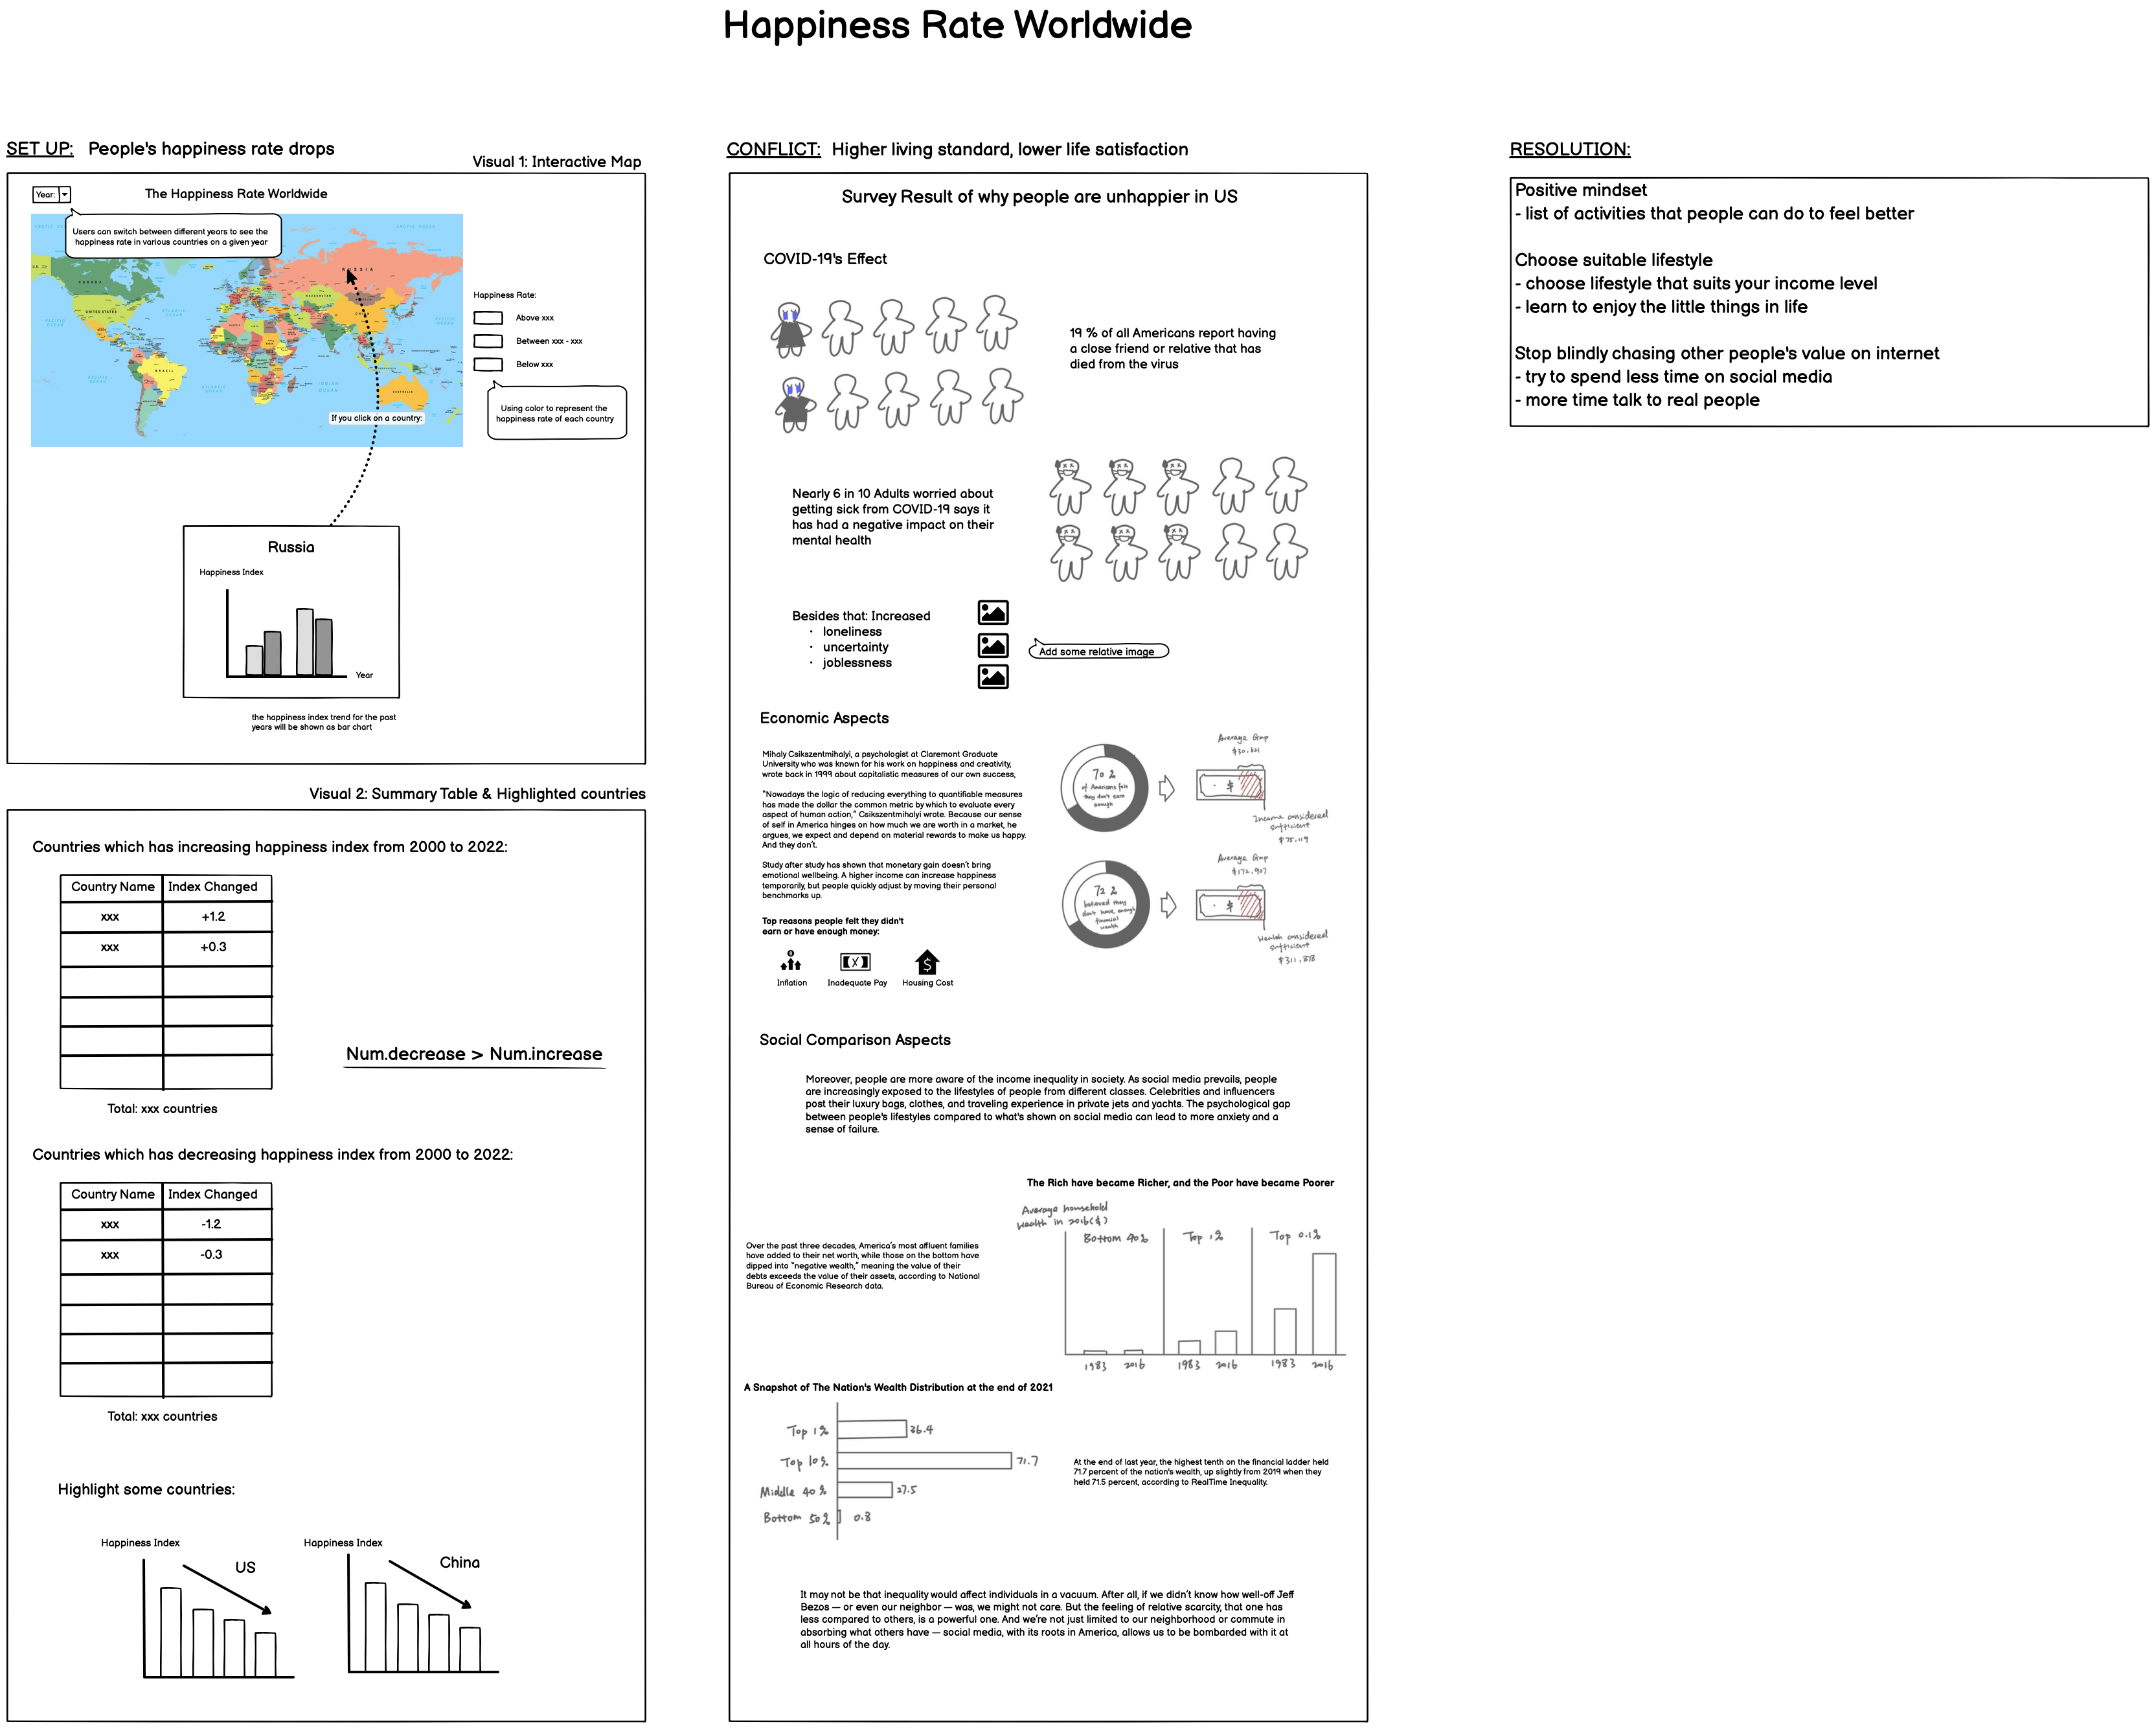 Happiness Rate Worldwide
SET UP: People's happiness rate drops
Visual 1: Interactive Map
Year:
The Happiness Rate Worldwide
Users can switch between different years to see the
happiness rate in various countries on a given year
ARCTIC OCEAN
RUSSIA
CANADA
KAZAKHSTAN
UNITED STATES
PACIFIC
OCEAN
ATLANTIC
OCEAN
BRAZIL
PACIFIC
OCEAN
ATLANTIC
OCEAN
INDIAN
OCEAN
AUSTRALIA
If you click on a country:
Happiness Rate:
Above xxx
Between xxx - xxx
Below xxx
Using color to represent the
happiness rate of each country
Russia
Happiness Index
Year
the happiness index trend for the past
years will be shown as bar chart
Visual 2: Summary Table & Highlighted countries
Countries which has increasing happiness index from 2000 to 2022:
Country Name Index Changed
xxx +1.2
xxx +0.3
Total: xxx countries
Num.decrease > Num.increase
Countries which has decreasing happiness index from 2000 to 2022:
Country Name Index Changed
xxx -1.2
xxx -0.3
Total: xxx countries
Highlight some countries:
Happiness Index
US
Happiness Index
China
CONFLICT: Higher living standard, lower life satisfaction
Survey Result of why people are unhappier in US
COVID-19's Effect
19 % of all Americans report having
a close friend or relative that has
died from the virus
Nearly 6 in 10 Adults worried about
getting sick from COVID-19 says it
has had a negative impact on their
mental health
Besides that: Increased
· loneliness
· uncertainty
· joblessness
Add some relative image
Economic Aspects
Mihaly Csikszentmihalyi, a psychologist at Claremont Graduate
University who was known for his work on happiness and creativity,
wrote back in 1999 about capitalistic measures of our own success,
"Nowadays the logic of reducing everything to quantifiable measures
has made the dollar the common metric by which to evaluate every
aspect of human action," Csikszentmihalyi wrote. Because our sense
of self in America hinges on how much we are worth in a market, he
argues, we expect and depend on material rewards to make us happy.
And they don't.
Study after study has shown that monetary gain doesn't bring
emotional wellbeing. A higher income can increase happiness
temporarily, but people quickly adjust by moving their personal
benchmarks up.
Top reasons people felt they didn't
earn or have enough money:
Inflation
Inadequate Pay
Housing Cost
70 %
of Americans felt
they don't earn
enough
Average Gap
$30,621
Income considered
sufficient
$75,119
72 %
believed they
don't have enough
financial
wealth
Average Gap
$172,907
Wealth considered
sufficient
$311,878
Social Comparison Aspects
Moreover, people are more aware of the income inequality in society. As social media prevails, people
are increasingly exposed to the lifestyles of people from different classes. Celebrities and influencers
post their luxury bags, clothes, and traveling experience in private jets and yachts. The psychological gap
between people's lifestyles compared to what's shown on social media can lead to more anxiety and a
sense of failure.
The Rich have became Richer, and the Poor have became Poorer
Average household
Wealth in 2016($)
Bottom 40% Top 1% Top 0.1%
1983 2016 1983 2016 1983 2016
Over the past three decades, America's most affluent families
have added to their net worth, while those on the bottom have
dipped into "negative wealth," meaning the value of their
debts exceeds the value of their assets, according to National
Bureau of Economic Research data.
A Snapshot of The Nation's Wealth Distribution at the end of 2021
Top 1% 36.4
Top 10% 71.7
Middle 40% 27.5
Bottom 50% 0.8
At the end of last year, the highest tenth on the financial ladder held
71.7 percent of the nation's wealth, up slightly from 2019 when they
held 71.5 percent, according to RealTime Inequality.
It may not be that inequality would affect individuals in a vacuum. After all, if we didn't know how well-off Jeff
Bezos — or even our neighbor — was, we might not care. But the feeling of relative scarcity, that one has
less compared to others, is a powerful one. And we're not just limited to our neighborhood or commute in
absorbing what others have — social media, with its roots in America, allows us to be bombarded with it at
all hours of the day.
RESOLUTION:
Positive mindset
- list of activities that people can do to feel better
Choose suitable lifestyle
- choose lifestyle that suits your income level
- learn to enjoy the little things in life
Stop blindly chasing other people's value on internet
- try to spend less time on social media
- more time talk to real people